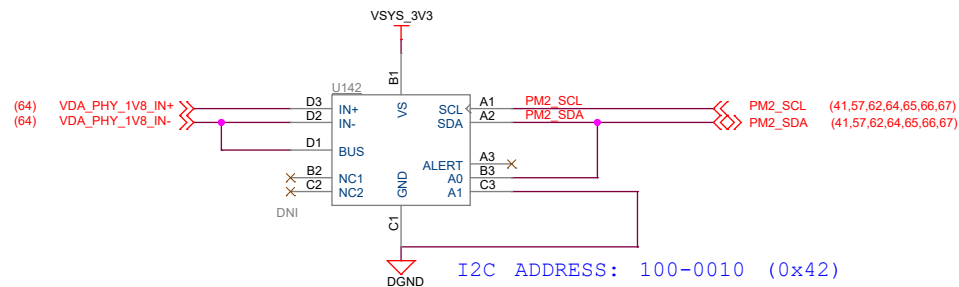 VSYS_3V3
U142
B1
(64) VDA_PHY_1V8_IN+ D3 IN+ VS SCL A1 PM2_SCL PM2_SCL (41,57,62,64,65,66,67)
(64) VDA_PHY_1V8_IN- D2 IN- SDA A2 PM2_SDA PM2_SDA (41,57,62,64,65,66,67)
D1 BUS
ALERT A3
B2 NC1 A0 B3
C2 NC2 GND A1 C3
DNI
C1
I2C ADDRESS: 100-0010 (0x42)
DGND